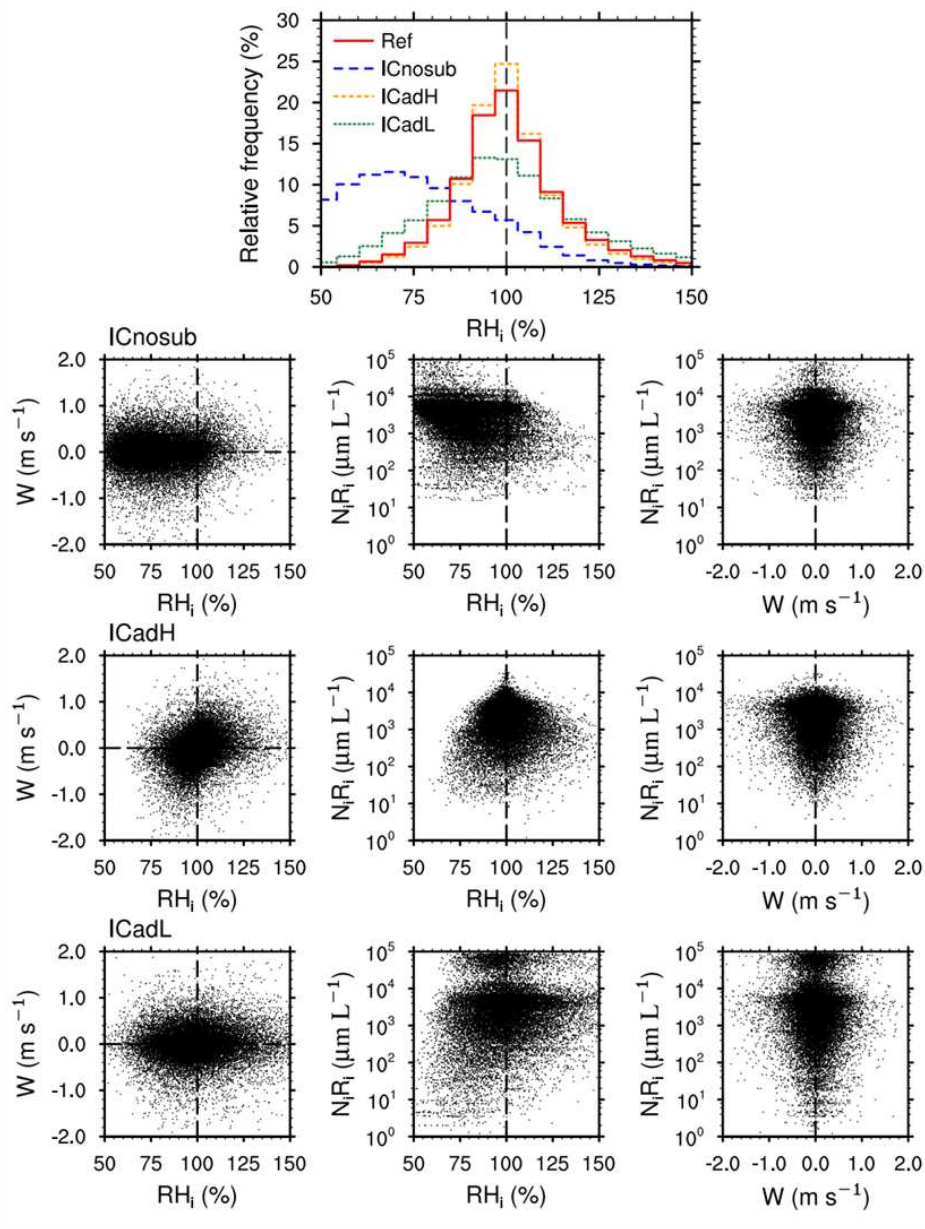 30
25
20
15
10
5
0
Relative frequency (%)
Ref
ICnosub
ICadH
ICadL
50 75 100 125 150
RHi (%)
ICnosub
2.0
1.0
0.0
-1.0
-2.0
W (m s⁻¹)
50 75 100 125 150
RHi (%)
10⁵
10⁴
10³
10²
10¹
10⁰
NiRi (μm L⁻¹)
50 75 100 125 150
RHi (%)
10⁵
10⁴
10³
10²
10¹
10⁰
NiRi (μm L⁻¹)
-2.0 -1.0 0.0 1.0 2.0
W (m s⁻¹)
ICadH
2.0
1.0
0.0
-1.0
-2.0
W (m s⁻¹)
50 75 100 125 150
RHi (%)
10⁵
10⁴
10³
10²
10¹
10⁰
NiRi (μm L⁻¹)
50 75 100 125 150
RHi (%)
10⁵
10⁴
10³
10²
10¹
10⁰
NiRi (μm L⁻¹)
-2.0 -1.0 0.0 1.0 2.0
W (m s⁻¹)
ICadL
2.0
1.0
0.0
-1.0
-2.0
W (m s⁻¹)
50 75 100 125 150
RHi (%)
10⁵
10⁴
10³
10²
10¹
10⁰
NiRi (μm L⁻¹)
50 75 100 125 150
RHi (%)
10⁵
10⁴
10³
10²
10¹
10⁰
NiRi (μm L⁻¹)
-2.0 -1.0 0.0 1.0 2.0
W (m s⁻¹)